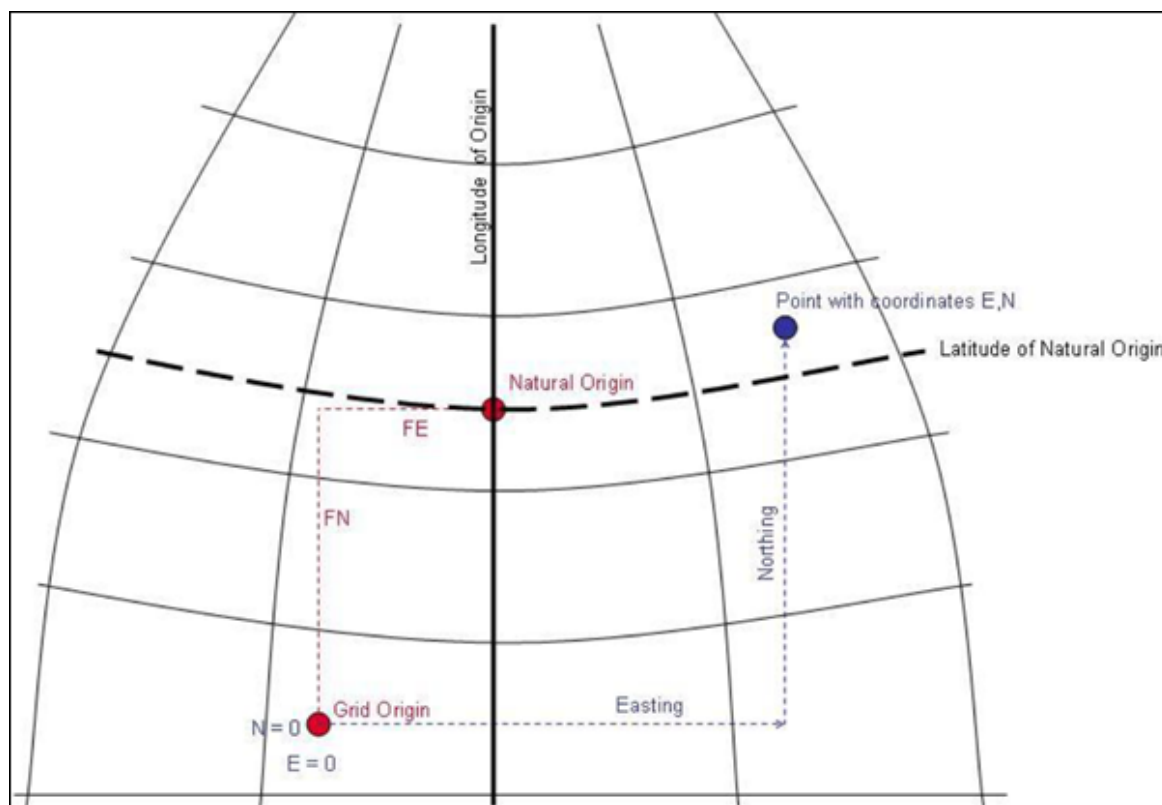 Longitude of Origin
Point with coordinates E,N
Latitude of Natural Origin
Natural Origin
FE
FN
Northing
Grid Origin
Easting
N = 0
E = 0